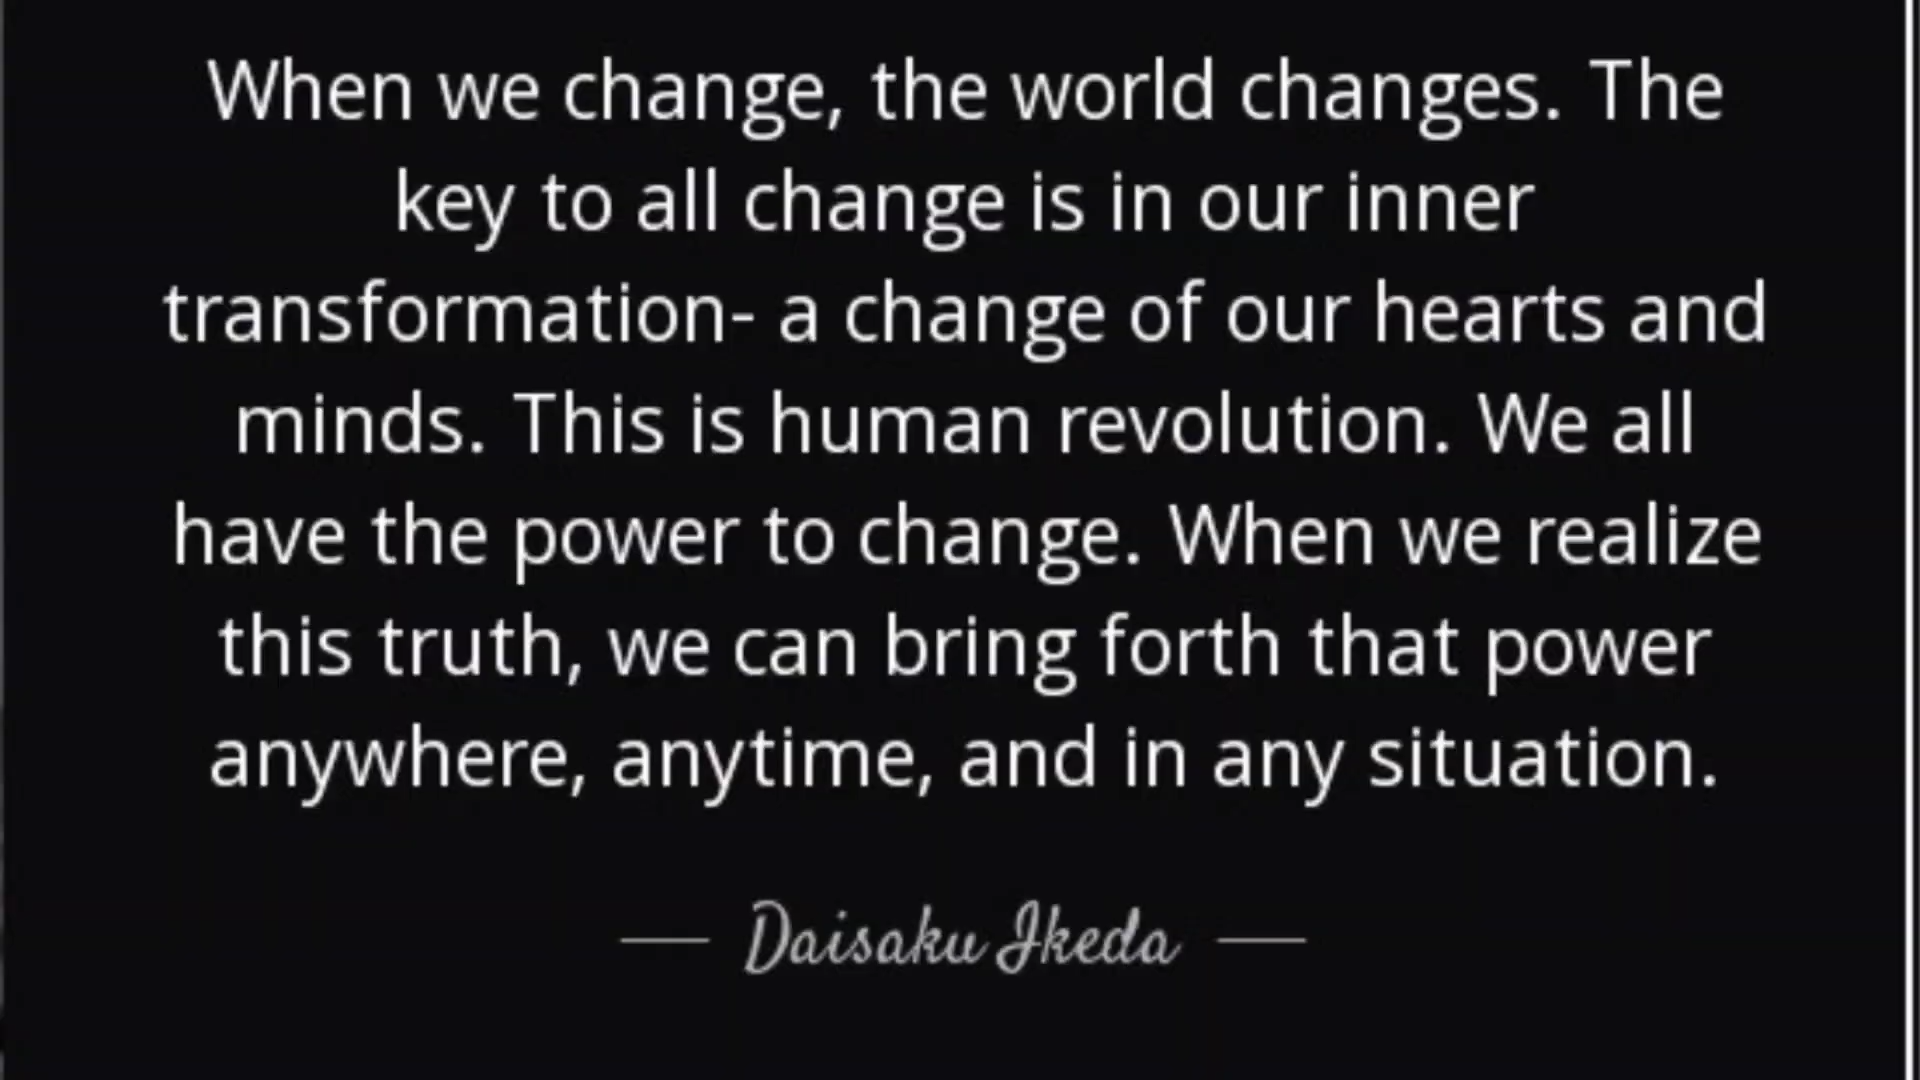 When we change, the world changes. The
key to all change is in our inner
transformation- a change of our hearts and
minds. This is human revolution. We all
have the power to change. When we realize
this truth, we can bring forth that power
anywhere, anytime, and in any situation.
— Daisaku Ikeda —